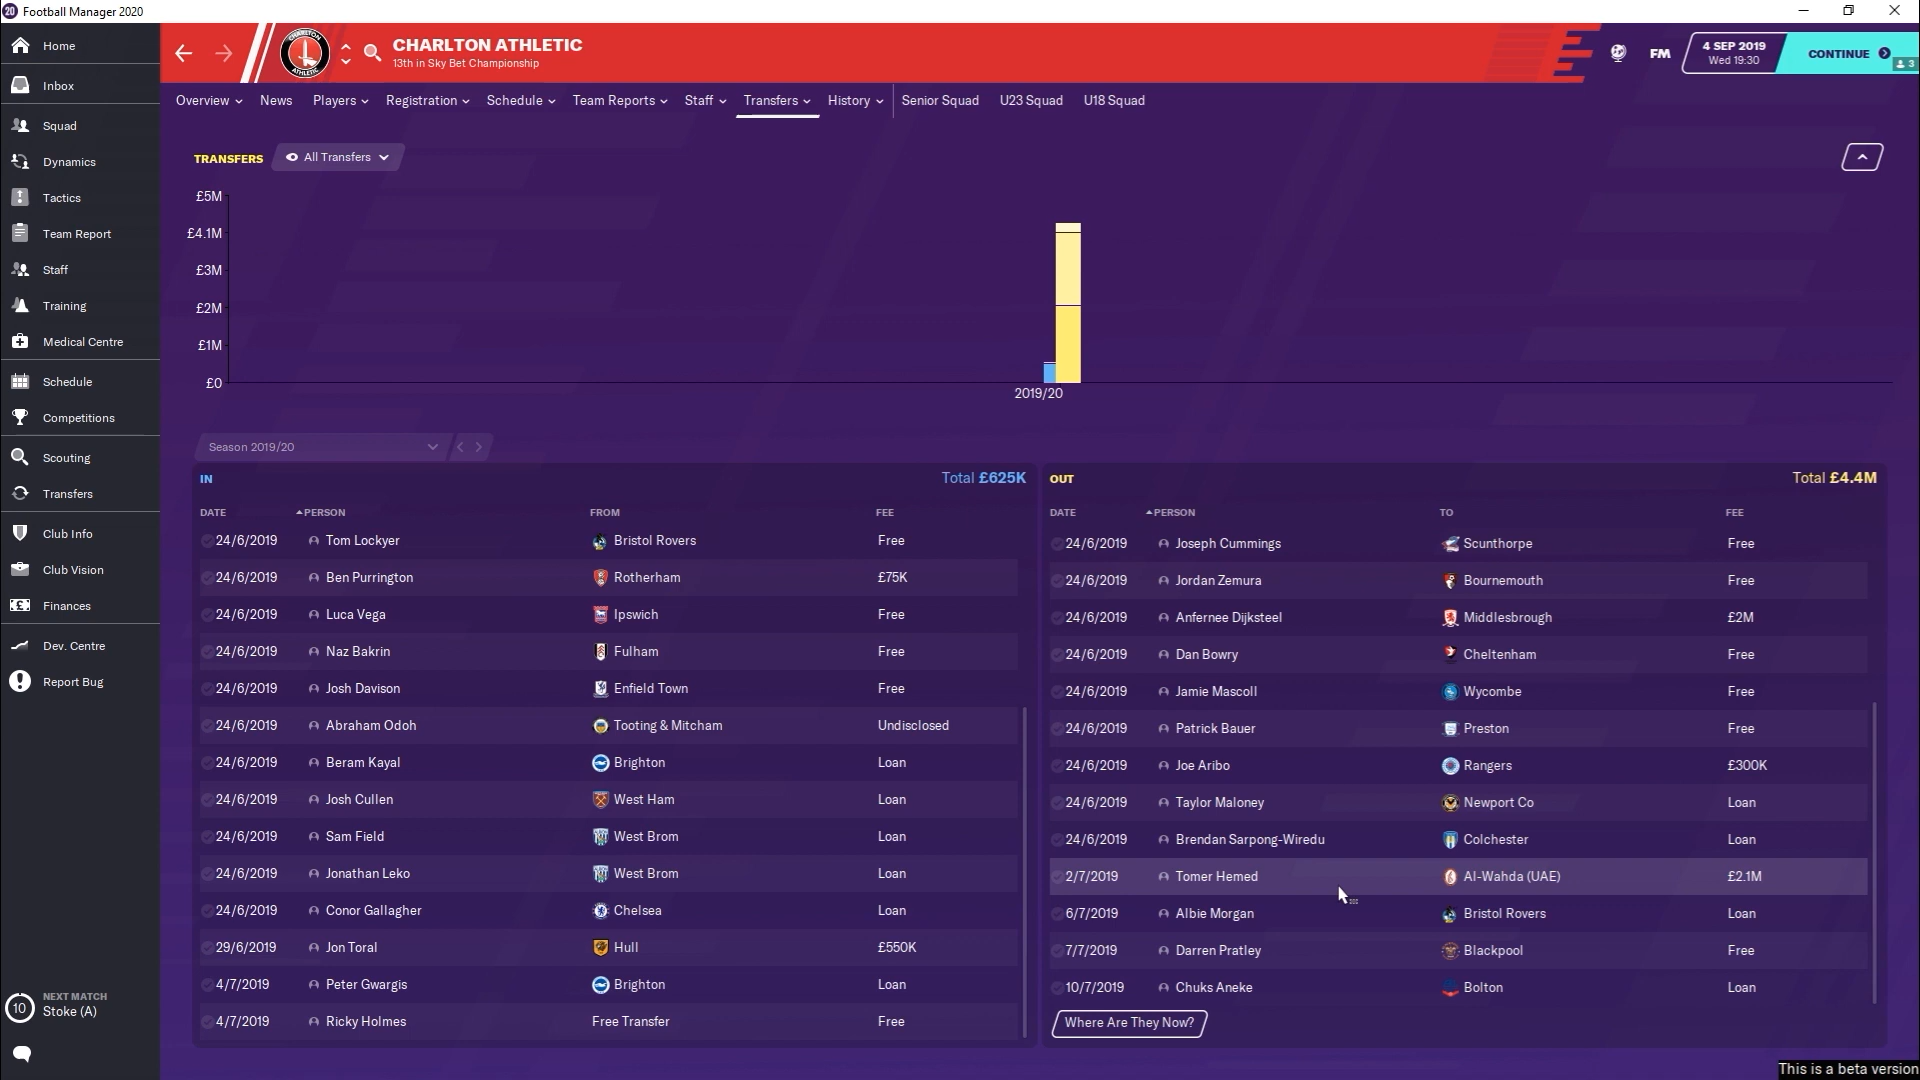 Football Manager 2020
Home
Inbox
Squad
Dynamics
Tactics
Team Report
Staff
Training
Medical Centre
Schedule
Competitions
Scouting
Transfers
Club Info
Club Vision
Finances
Dev. Centre
Report Bug
10 NEXT MATCH
Stoke (A)
CHARLTON ATHLETIC
13th in Sky Bet Championship
FM
4 SEP 2019
Wed 19:30
CONTINUE
3
Overview News Players Registration Schedule Team Reports Staff Transfers History Senior Squad U23 Squad U18 Squad
TRANSFERS All Transfers
£5M
£4.1M
£3M
£2M
£1M
£0
2019/20
Season 2019/20
IN Total £625K
DATE PERSON FROM FEE
24/6/2019 Tom Lockyer Bristol Rovers Free
24/6/2019 Ben Purrington Rotherham £75K
24/6/2019 Luca Vega Ipswich Free
24/6/2019 Naz Bakrin Fulham Free
24/6/2019 Josh Davison Enfield Town Free
24/6/2019 Abraham Odoh Tooting & Mitcham Undisclosed
24/6/2019 Beram Kayal Brighton Loan
24/6/2019 Josh Cullen West Ham Loan
24/6/2019 Sam Field West Brom Loan
24/6/2019 Jonathan Leko West Brom Loan
24/6/2019 Conor Gallagher Chelsea Loan
29/6/2019 Jon Toral Hull £550K
4/7/2019 Peter Gwargis Brighton Loan
4/7/2019 Ricky Holmes Free Transfer Free
OUT Total £4.4M
DATE PERSON TO FEE
24/6/2019 Joseph Cummings Scunthorpe Free
24/6/2019 Jordan Zemura Bournemouth Free
24/6/2019 Anfernee Dijksteel Middlesbrough £2M
24/6/2019 Dan Bowry Cheltenham Free
24/6/2019 Jamie Mascoll Wycombe Free
24/6/2019 Patrick Bauer Preston Free
24/6/2019 Joe Aribo Rangers £300K
24/6/2019 Taylor Maloney Newport Co Loan
24/6/2019 Brendan Sarpong-Wiredu Colchester Loan
2/7/2019 Tomer Hemed Al-Wahda (UAE) £2.1M
6/7/2019 Albie Morgan Bristol Rovers Loan
7/7/2019 Darren Pratley Blackpool Free
10/7/2019 Chuks Aneke Bolton Loan
Where Are They Now?
This is a beta version